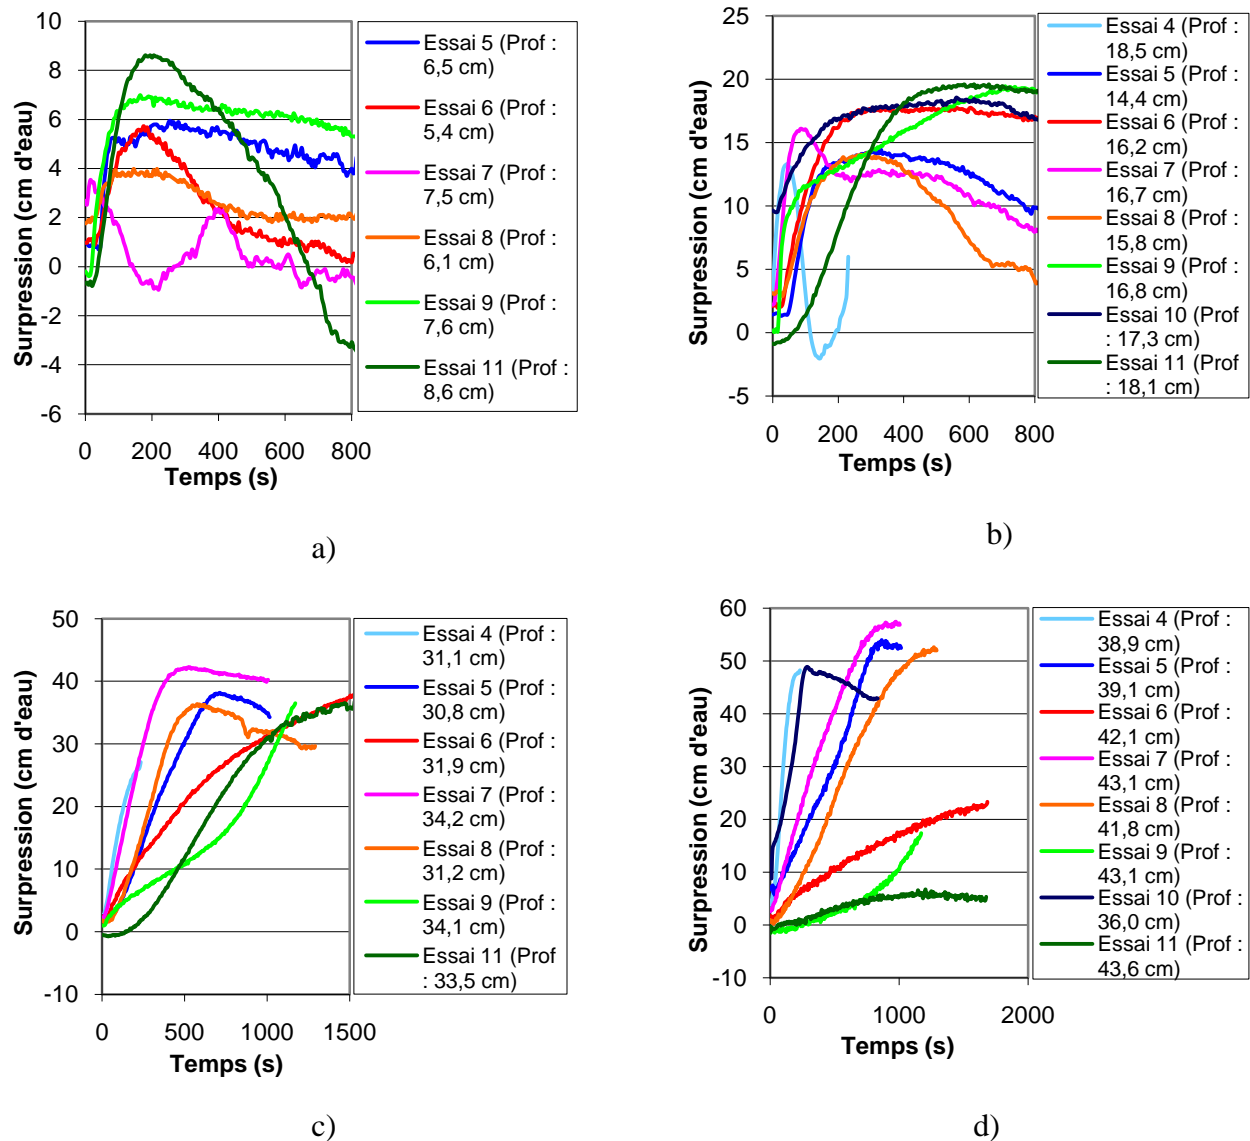 10
8
6
4
2
0
-2
-4
-6
Surpression (cm d'eau)
0 200 400 600 800
Temps (s)
Essai 5 (Prof :
6,5 cm)
Essai 6 (Prof :
5,4 cm)
Essai 7 (Prof :
7,5 cm)
Essai 8 (Prof :
6,1 cm)
Essai 9 (Prof :
7,6 cm)
Essai 11 (Prof :
8,6 cm)
a)
25
20
15
10
5
0
-5
Surpression (cm d'eau)
0 200 400 600 800
Temps (s)
Essai 4 (Prof :
18,5 cm)
Essai 5 (Prof :
14,4 cm)
Essai 6 (Prof :
16,2 cm)
Essai 7 (Prof :
16,7 cm)
Essai 8 (Prof :
15,8 cm)
Essai 9 (Prof :
16,8 cm)
Essai 10 (Prof
: 17,3 cm)
Essai 11 (Prof
: 18,1 cm)
b)
50
40
30
20
10
0
-10
Surpression (cm d'eau)
0 500 1000 1500
Temps (s)
Essai 4 (Prof :
31,1 cm)
Essai 5 (Prof :
30,8 cm)
Essai 6 (Prof :
31,9 cm)
Essai 7 (Prof :
34,2 cm)
Essai 8 (Prof :
31,2 cm)
Essai 9 (Prof :
34,1 cm)
Essai 11 (Prof
: 33,5 cm)
c)
60
50
40
30
20
10
0
-10
Surpression (cm d'eau)
0 1000 2000
Temps (s)
Essai 4 (Prof :
38,9 cm)
Essai 5 (Prof :
39,1 cm)
Essai 6 (Prof :
42,1 cm)
Essai 7 (Prof :
43,1 cm)
Essai 8 (Prof :
41,8 cm)
Essai 9 (Prof :
43,1 cm)
Essai 10 (Prof
: 36,0 cm)
Essai 11 (Prof
: 43,6 cm)
d)